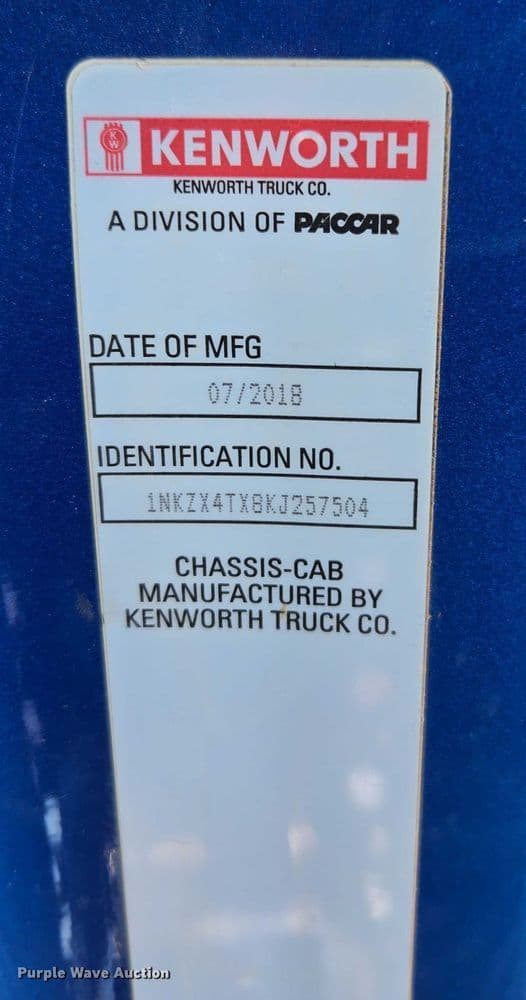 KW KENWORTH
KENWORTH TRUCK CO.
A DIVISION OF PACCAR
DATE OF MFG
07/2018
IDENTIFICATION NO.
1NKZX4TX8KJ257504
CHASSIS-CAB
MANUFACTURED BY
KENWORTH TRUCK CO.
Purple Wave Auction